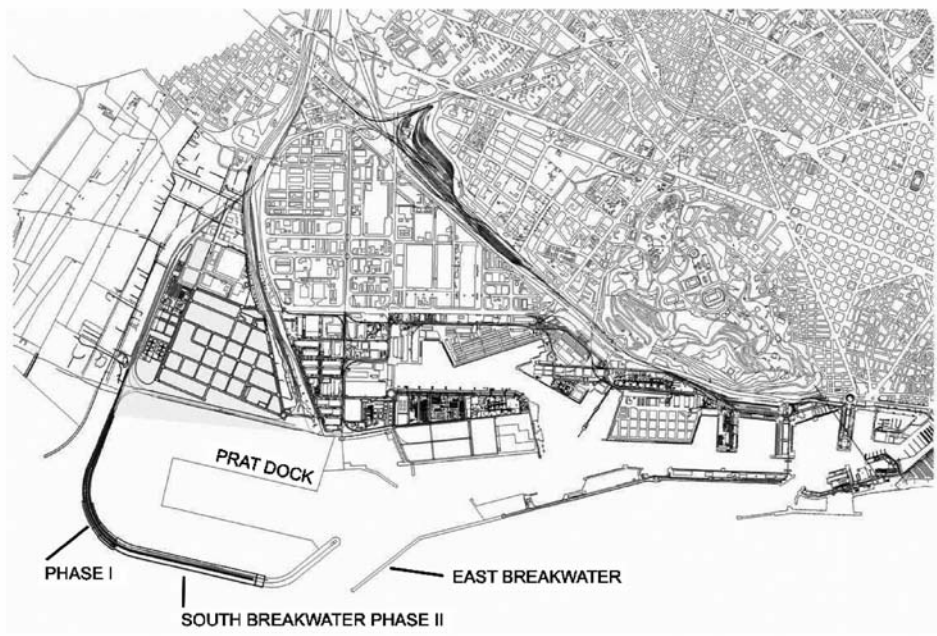 PRAT DOCK
PHASE I
EAST BREAKWATER
SOUTH BREAKWATER PHASE II